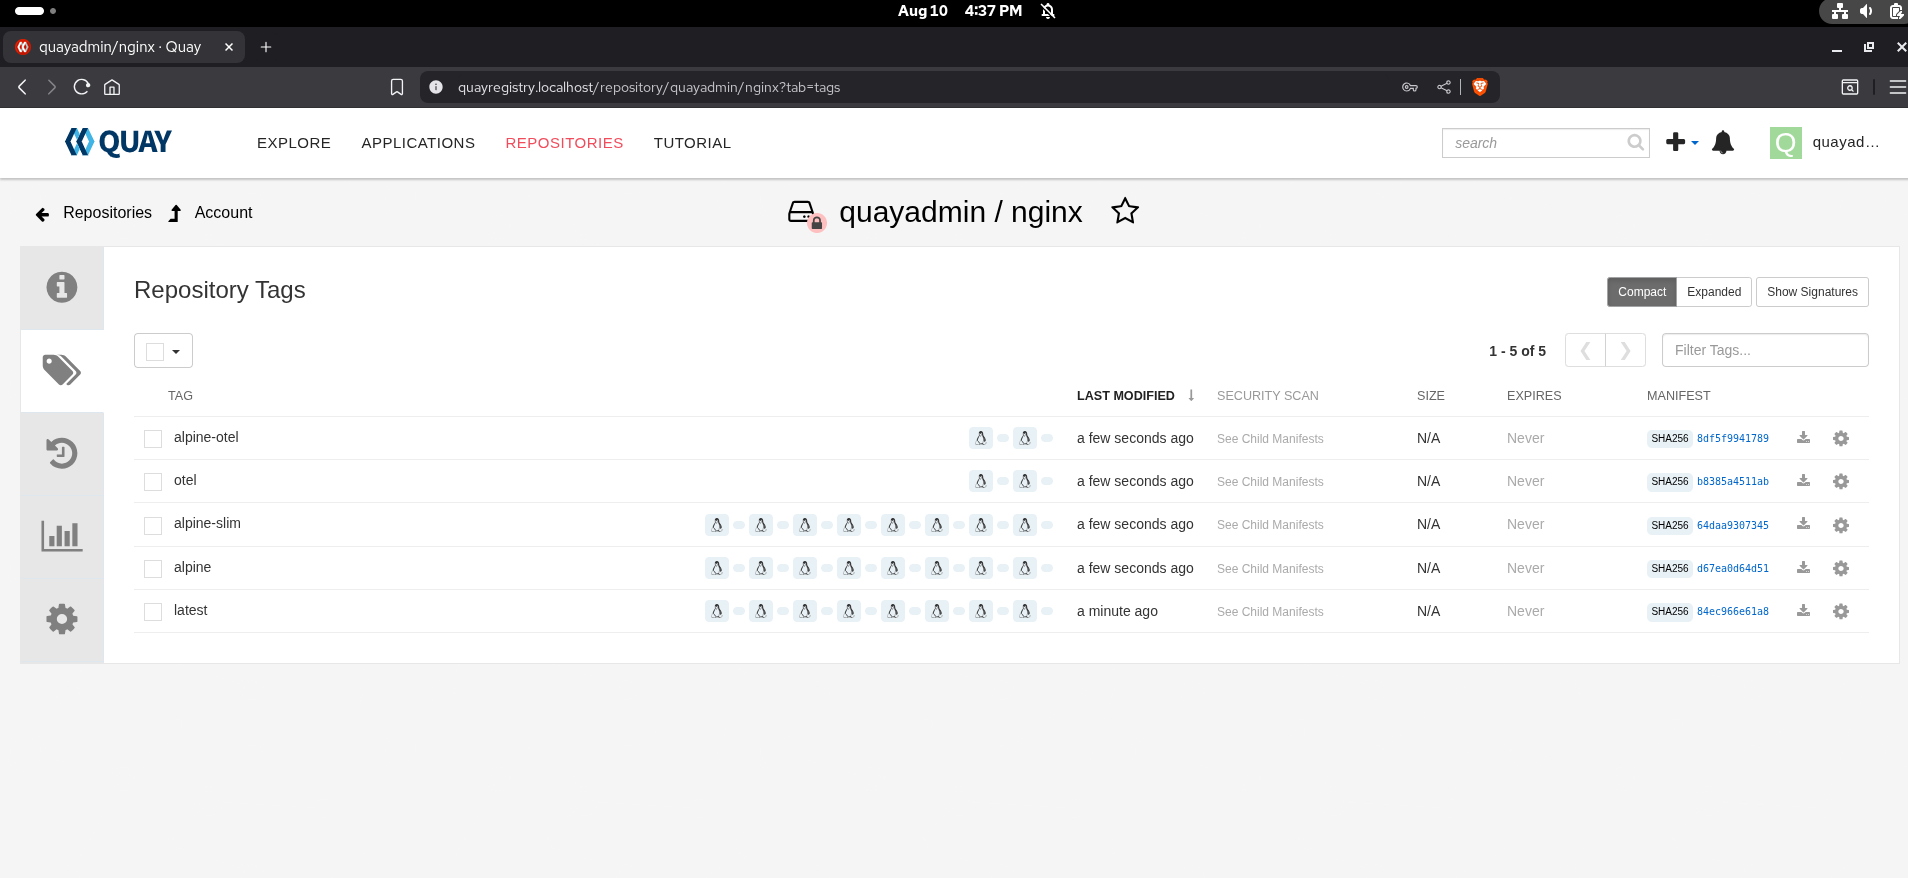 Aug 10 4:37 PM
quayadmin/nginx · Quay
quayregistry.localhost/repository/quayadmin/nginx?tab=tags
QUAY EXPLORE APPLICATIONS REPOSITORIES TUTORIAL search Q quayad...
Repositories Account quayadmin / nginx
Repository Tags Compact Expanded Show Signatures
1 - 5 of 5 Filter Tags...
TAG LAST MODIFIED SECURITY SCAN SIZE EXPIRES MANIFEST
alpine-otel a few seconds ago See Child Manifests N/A Never SHA256 8df5f9941789
otel a few seconds ago See Child Manifests N/A Never SHA256 b8385a4511ab
alpine-slim a few seconds ago See Child Manifests N/A Never SHA256 64daa9307345
alpine a few seconds ago See Child Manifests N/A Never SHA256 d67ea0d64d51
latest a minute ago See Child Manifests N/A Never SHA256 84ec966e61a8